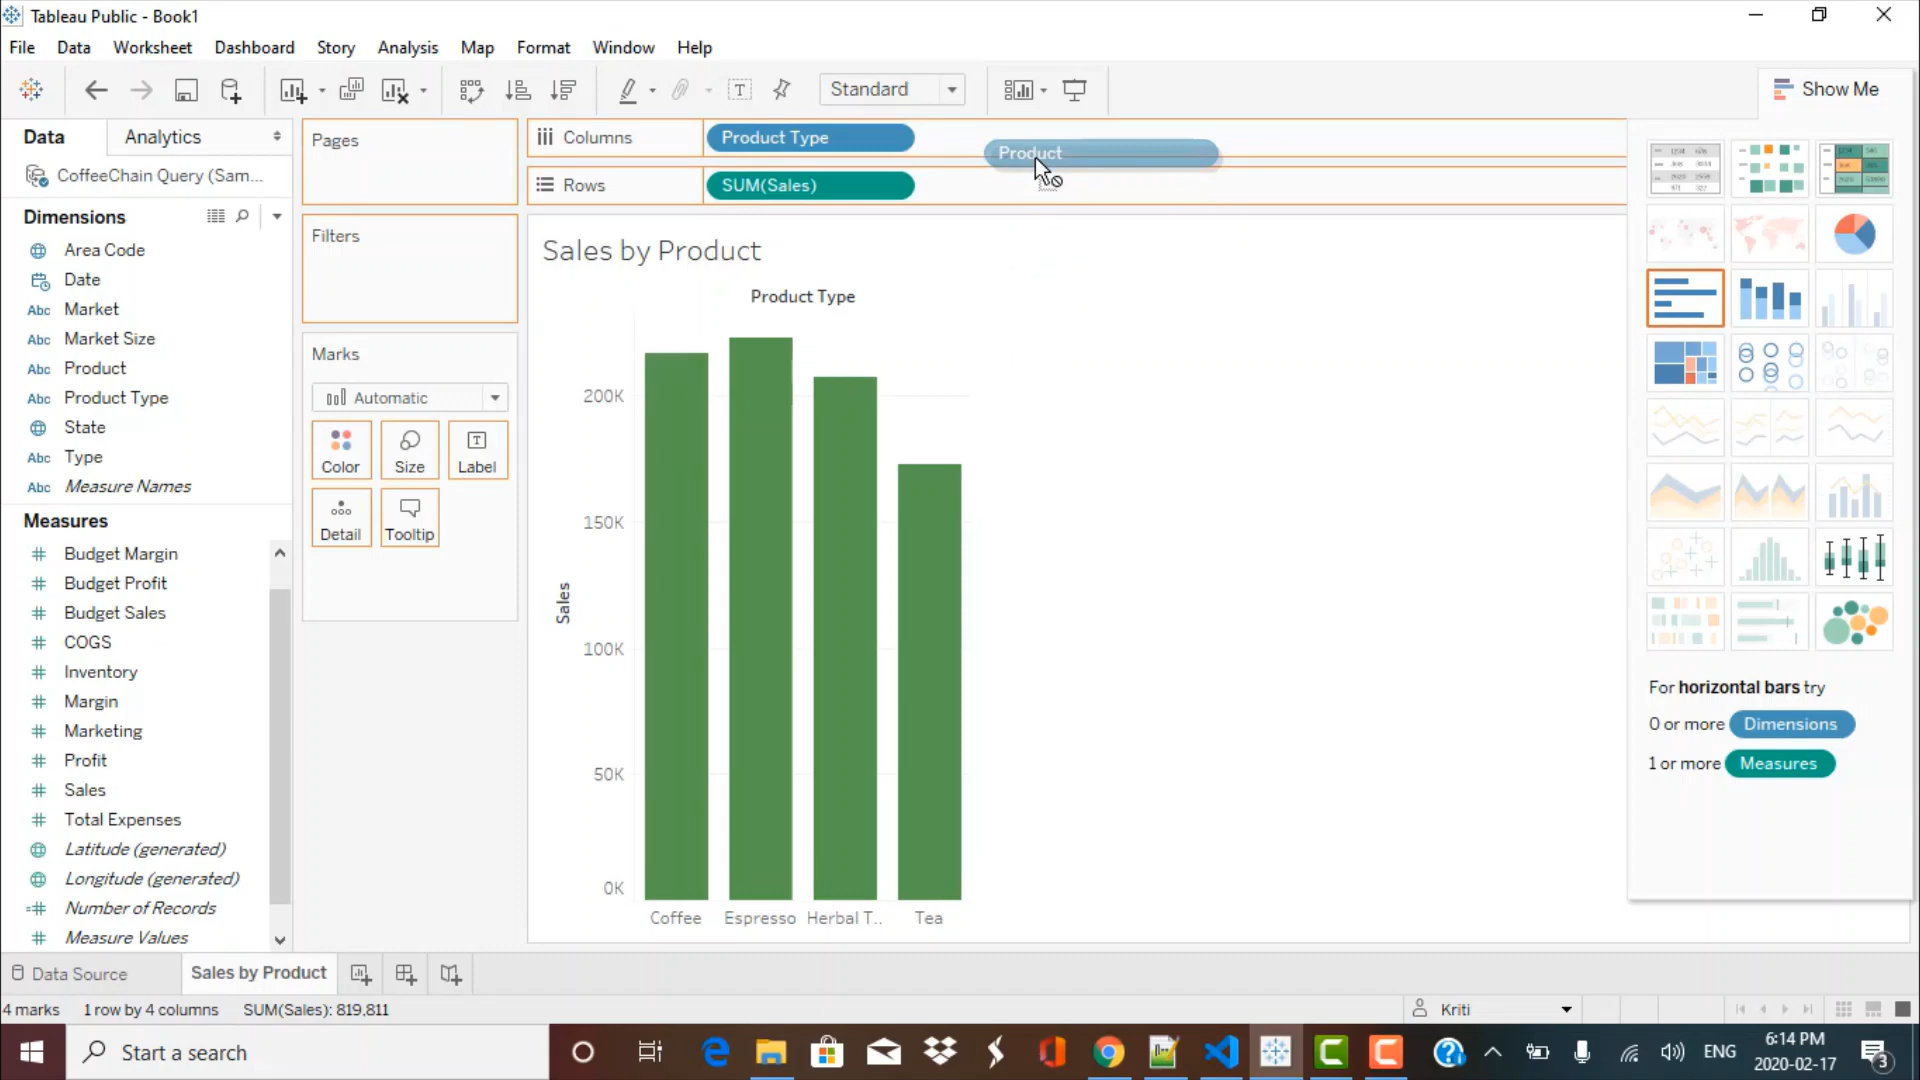 Tableau Public - Book1
File Data Worksheet Dashboard Story Analysis Map Format Window Help
Standard
Show Me
Data Analytics
CoffeeChain Query (Sam...
Dimensions
Area Code
Date
Abc Market
Abc Market Size
Abc Product
Abc Product Type
State
Abc Type
Abc Measure Names
Measures
Budget Margin
Budget Profit
Budget Sales
COGS
Inventory
Margin
Marketing
Profit
Sales
Total Expenses
Latitude (generated)
Longitude (generated)
Number of Records
Measure Values
Pages
Filters
Marks
Automatic
Color Size Label
Detail Tooltip
Columns Product Type
Product
Rows SUM(Sales)
Sales by Product
Product Type
200K
150K
100K
50K
0K
Sales
Coffee Espresso Herbal T.. Tea
For horizontal bars try
0 or more Dimensions
1 or more Measures
Data Source Sales by Product
4 marks 1 row by 4 columns SUM(Sales): 819,811
Kriti
Start a search
ENG
6:14 PM
2020-02-17
3